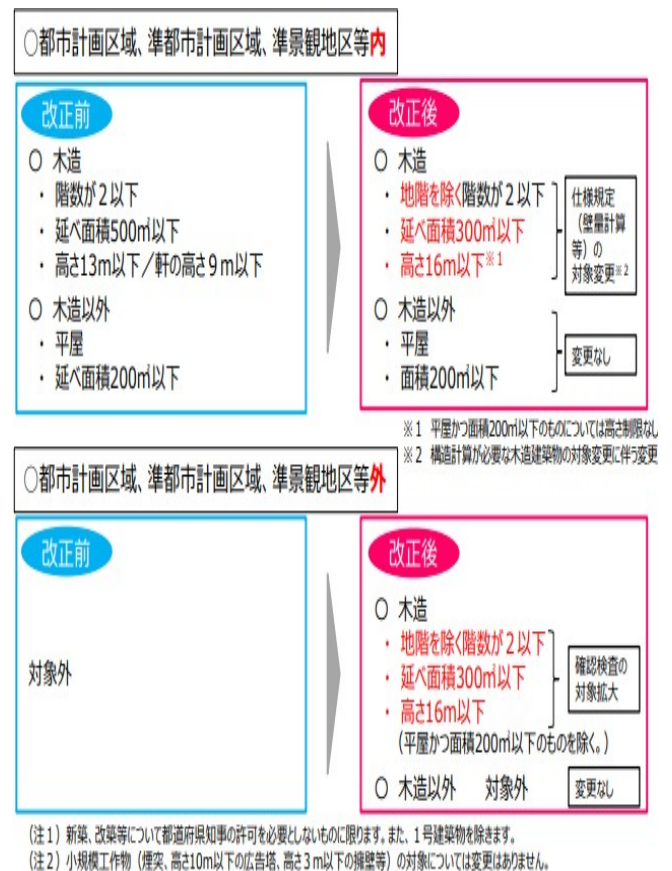 ○都市計画区域、準都市計画区域、準景観地区等内
改正前
○ 木造
・ 階数が２以下
・ 延べ面積500㎡以下
・ 高さ13m以下／軒の高さ９m以下
○ 木造以外
・ 平屋
・ 延べ面積200㎡以下
改正後
○ 木造
・ 地階を除く階数が２以下
・ 延べ面積300㎡以下
・ 高さ16m以下※１
○ 木造以外
・ 平屋
・ 面積200㎡以下
仕様規定
（壁量計算
等）の
対象変更※２
変更なし
※１ 平屋かつ面積200㎡以下のものについては高さ制限なし
※２ 構造計算が必要な木造建築物の対象変更に伴う変更
○都市計画区域、準都市計画区域、準景観地区等外
改正前
対象外
改正後
○ 木造
・ 地階を除く階数が２以下
・ 延べ面積300㎡以下
・ 高さ16m以下
（平屋かつ面積200㎡以下のものを除く。）
確認検査の
対象拡大
○ 木造以外 対象外
変更なし
（注１）新築、改築等について都道府県知事の許可を必要としないものに限ります。また、１号建築物を除きます。
（注２）小規模工作物（煙突、高さ10m以下の広告塔、高さ３m以下の擁壁等）の対象については変更はありません。